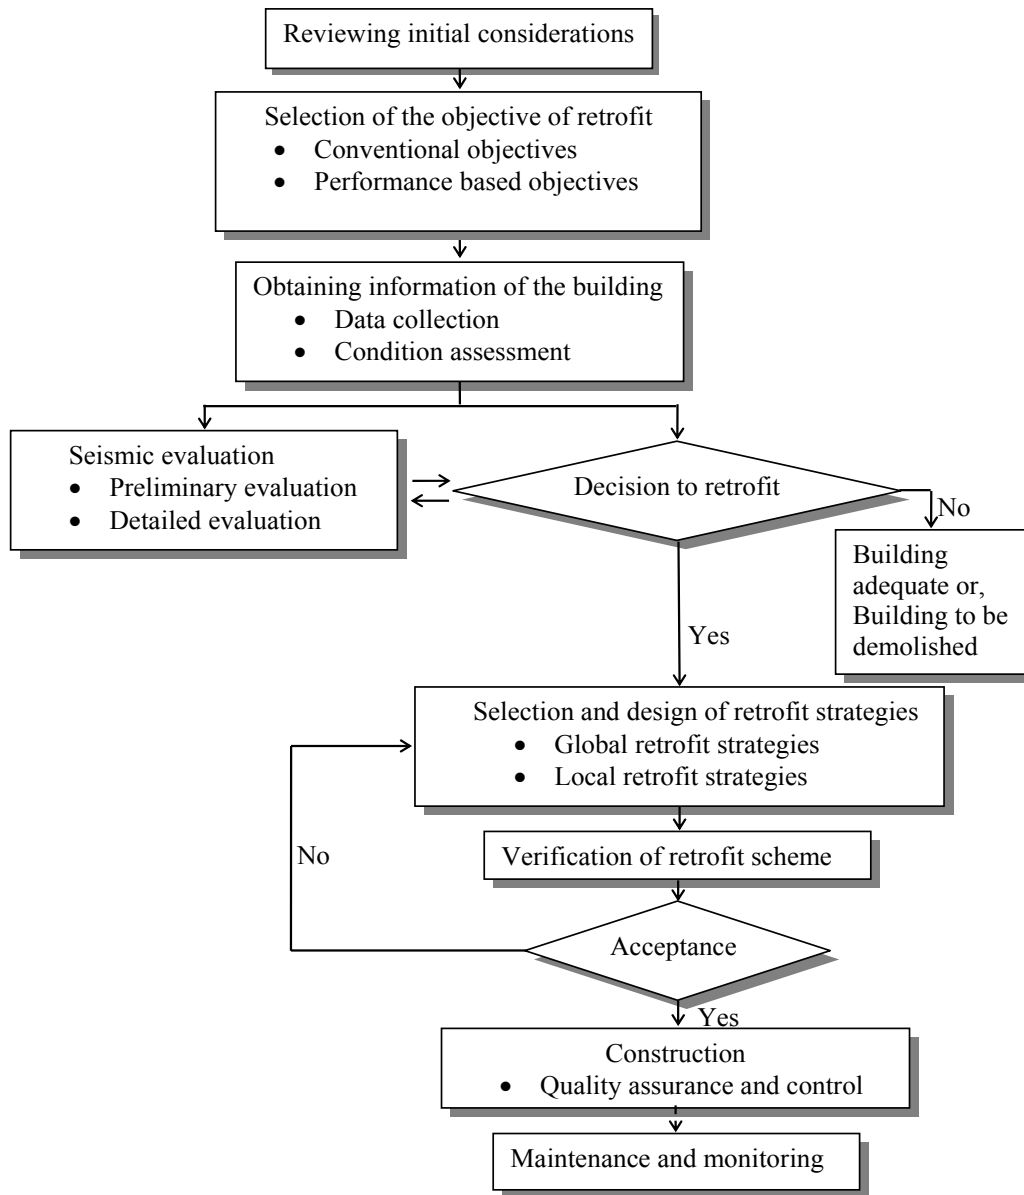 Reviewing initial considerations
Selection of the objective of retrofit
• Conventional objectives
• Performance based objectives
Obtaining information of the building
• Data collection
• Condition assessment
Seismic evaluation
• Preliminary evaluation
• Detailed evaluation
Decision to retrofit
No
Building
adequate or,
Building to be
demolished
Yes
Selection and design of retrofit strategies
• Global retrofit strategies
• Local retrofit strategies
No
Verification of retrofit scheme
Acceptance
Yes
Construction
• Quality assurance and control
Maintenance and monitoring